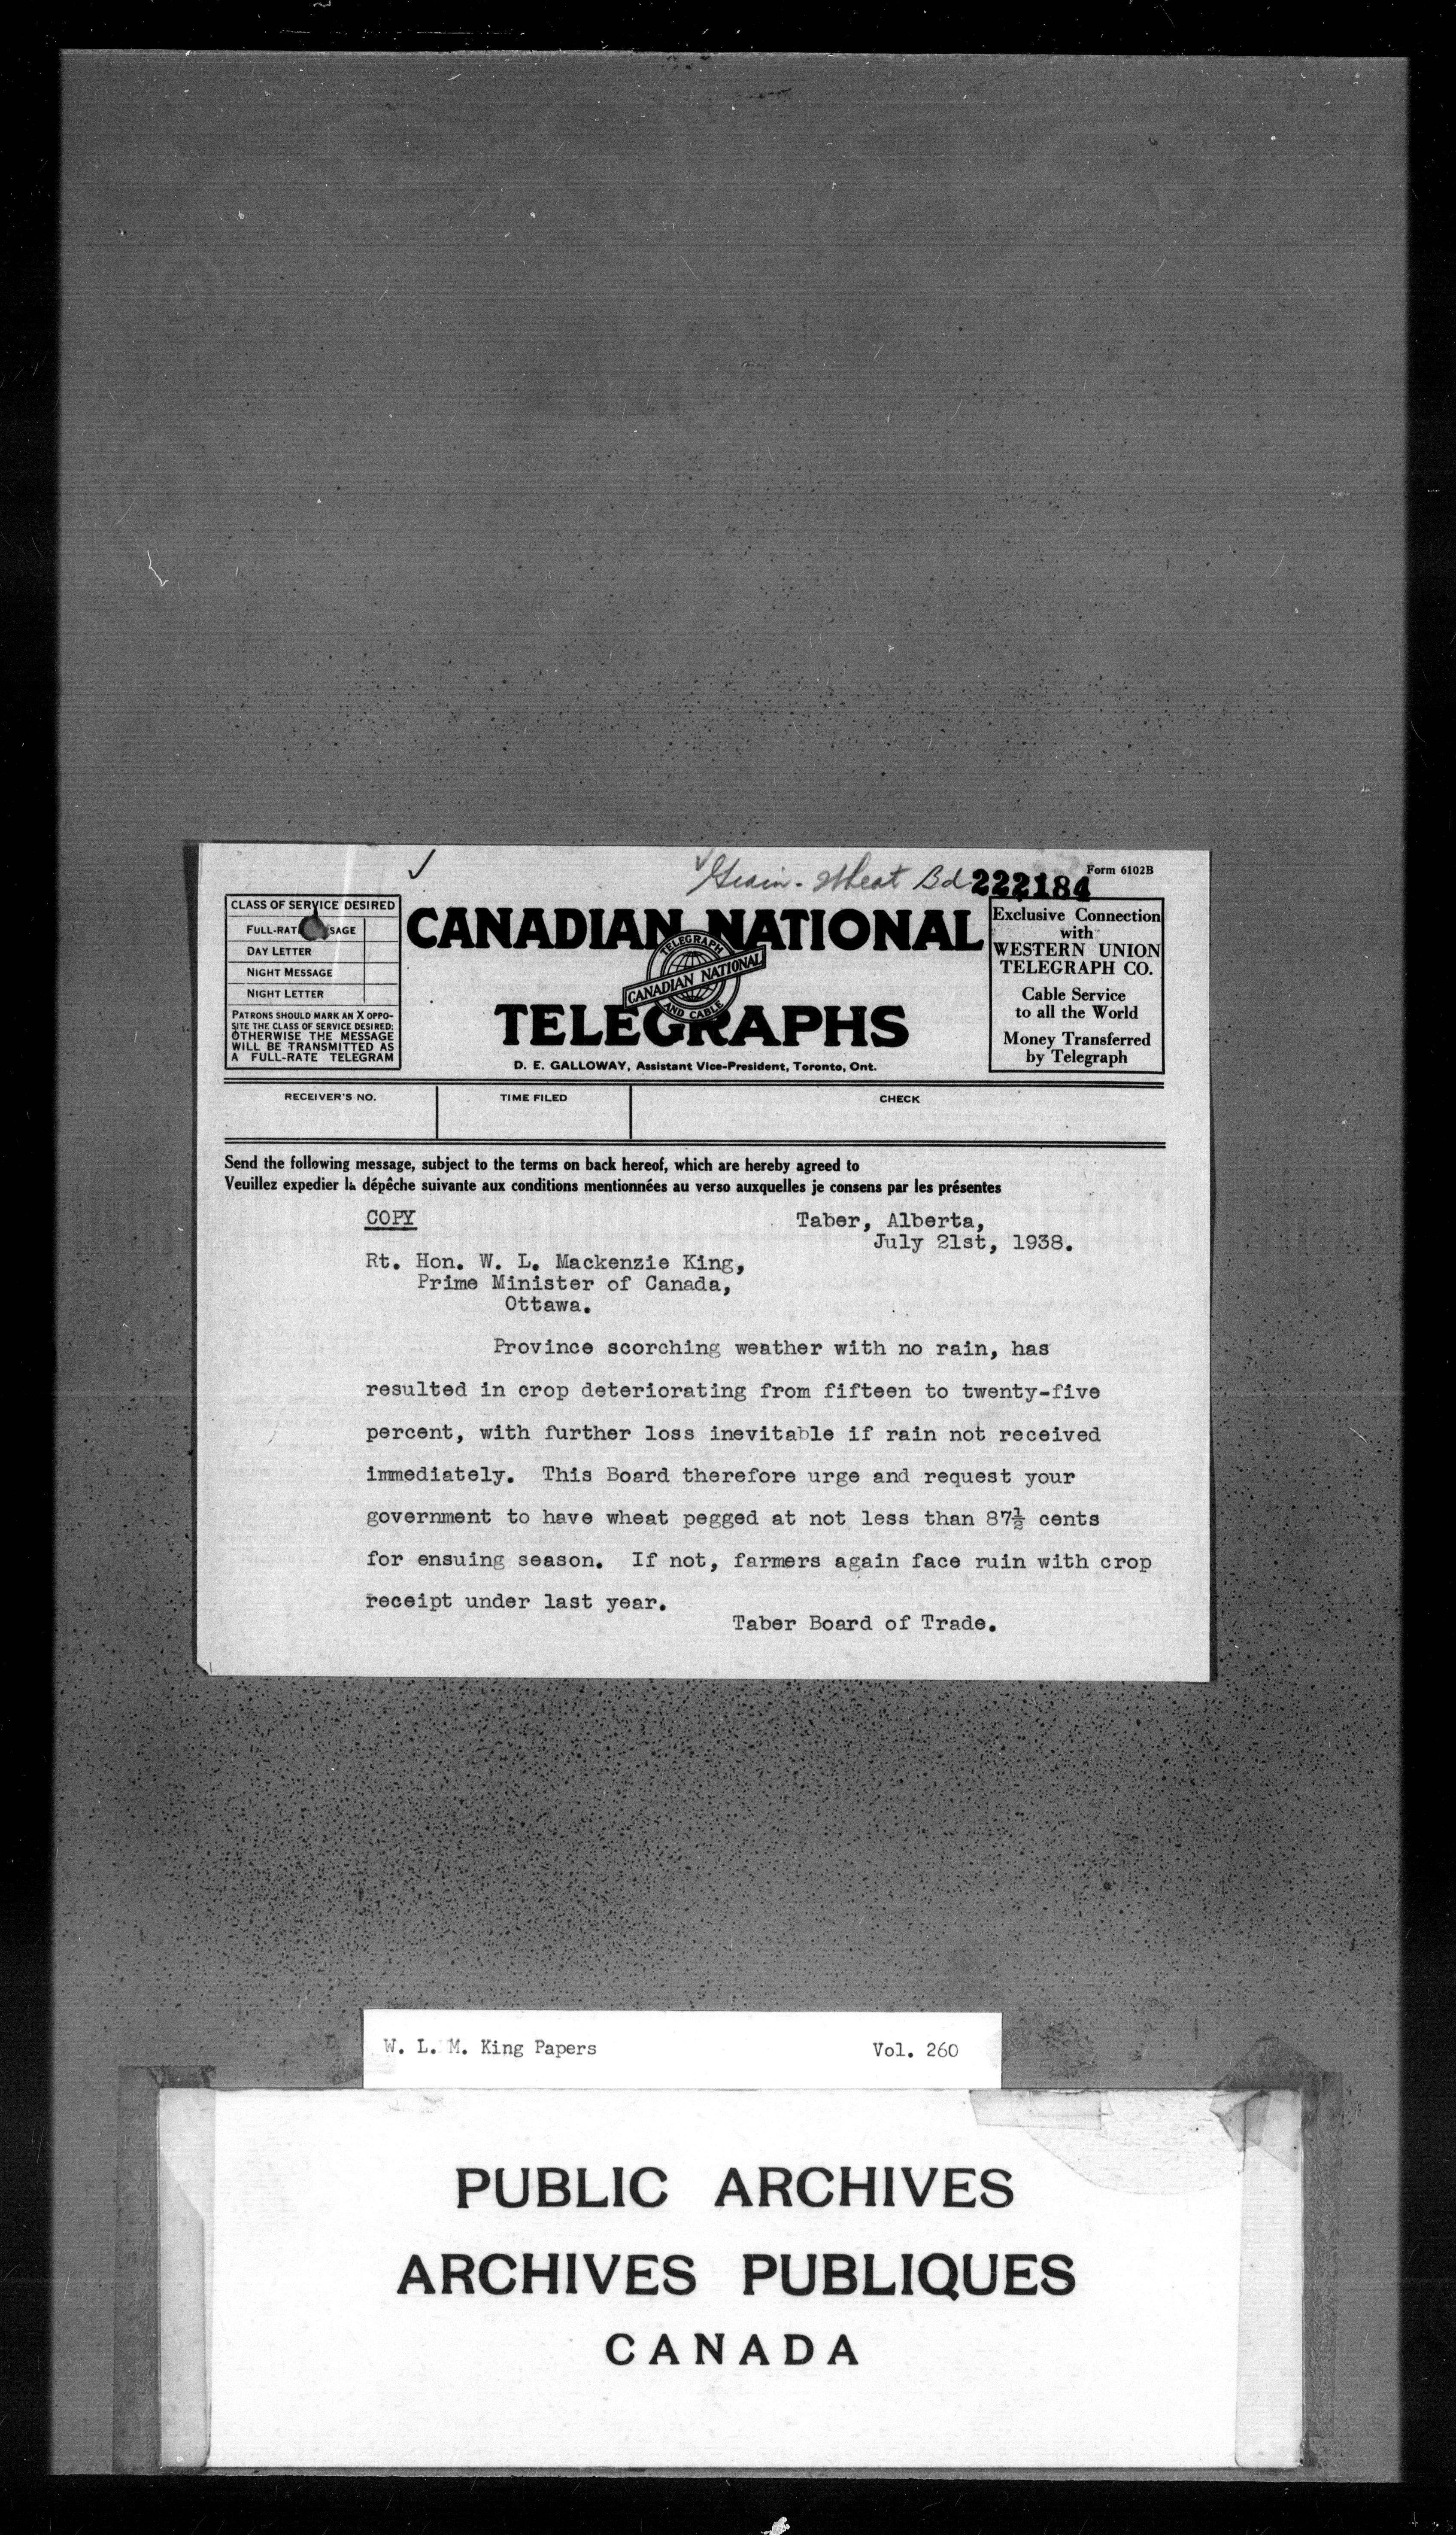 Grain - Wheat Bd
222184
Form 6102B
CLASS OF SERVICE DESIRED
FULL-RAT SAGE
DAY LETTER
NIGHT MESSAGE
NIGHT LETTER
PATRONS SHOULD MARK AN X OPPO-
SITE THE CLASS OF SERVICE DESIRED;
OTHERWISE THE MESSAGE
WILL BE TRANSMITTED AS
A FULL-RATE TELEGRAM
CANADIAN NATIONAL
TELEGRAPH
CANADIAN NATIONAL
AND CABLE
TELEGRAPHS
D. E. GALLOWAY, Assistant Vice-President, Toronto, Ont.
Exclusive Connection
with
WESTERN UNION
TELEGRAPH CO.
Cable Service
to all the World
Money Transferred
by Telegraph
RECEIVER'S NO. TIME FILED CHECK
Send the following message, subject to the terms on back hereof, which are hereby agreed to
Veuillez expedier la dépêche suivante aux conditions mentionnées au verso auxquelles je consens par les présentes
COPY Taber, Alberta,
July 21st, 1938.
Rt. Hon. W. L. Mackenzie King,
Prime Minister of Canada,
Ottawa.
Province scorching weather with no rain, has
resulted in crop deteriorating from fifteen to twenty-five
percent, with further loss inevitable if rain not received
immediately. This Board therefore urge and request your
government to have wheat pegged at not less than 87½ cents
for ensuing season. If not, farmers again face ruin with crop
receipt under last year.
Taber Board of Trade.
W. L. M. King Papers Vol. 260
PUBLIC ARCHIVES
ARCHIVES PUBLIQUES
CANADA